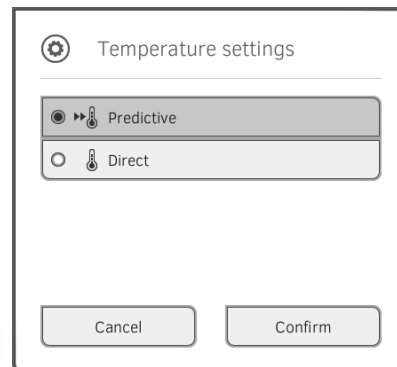 Temperature settings
Predictive
Direct
Cancel
Confirm